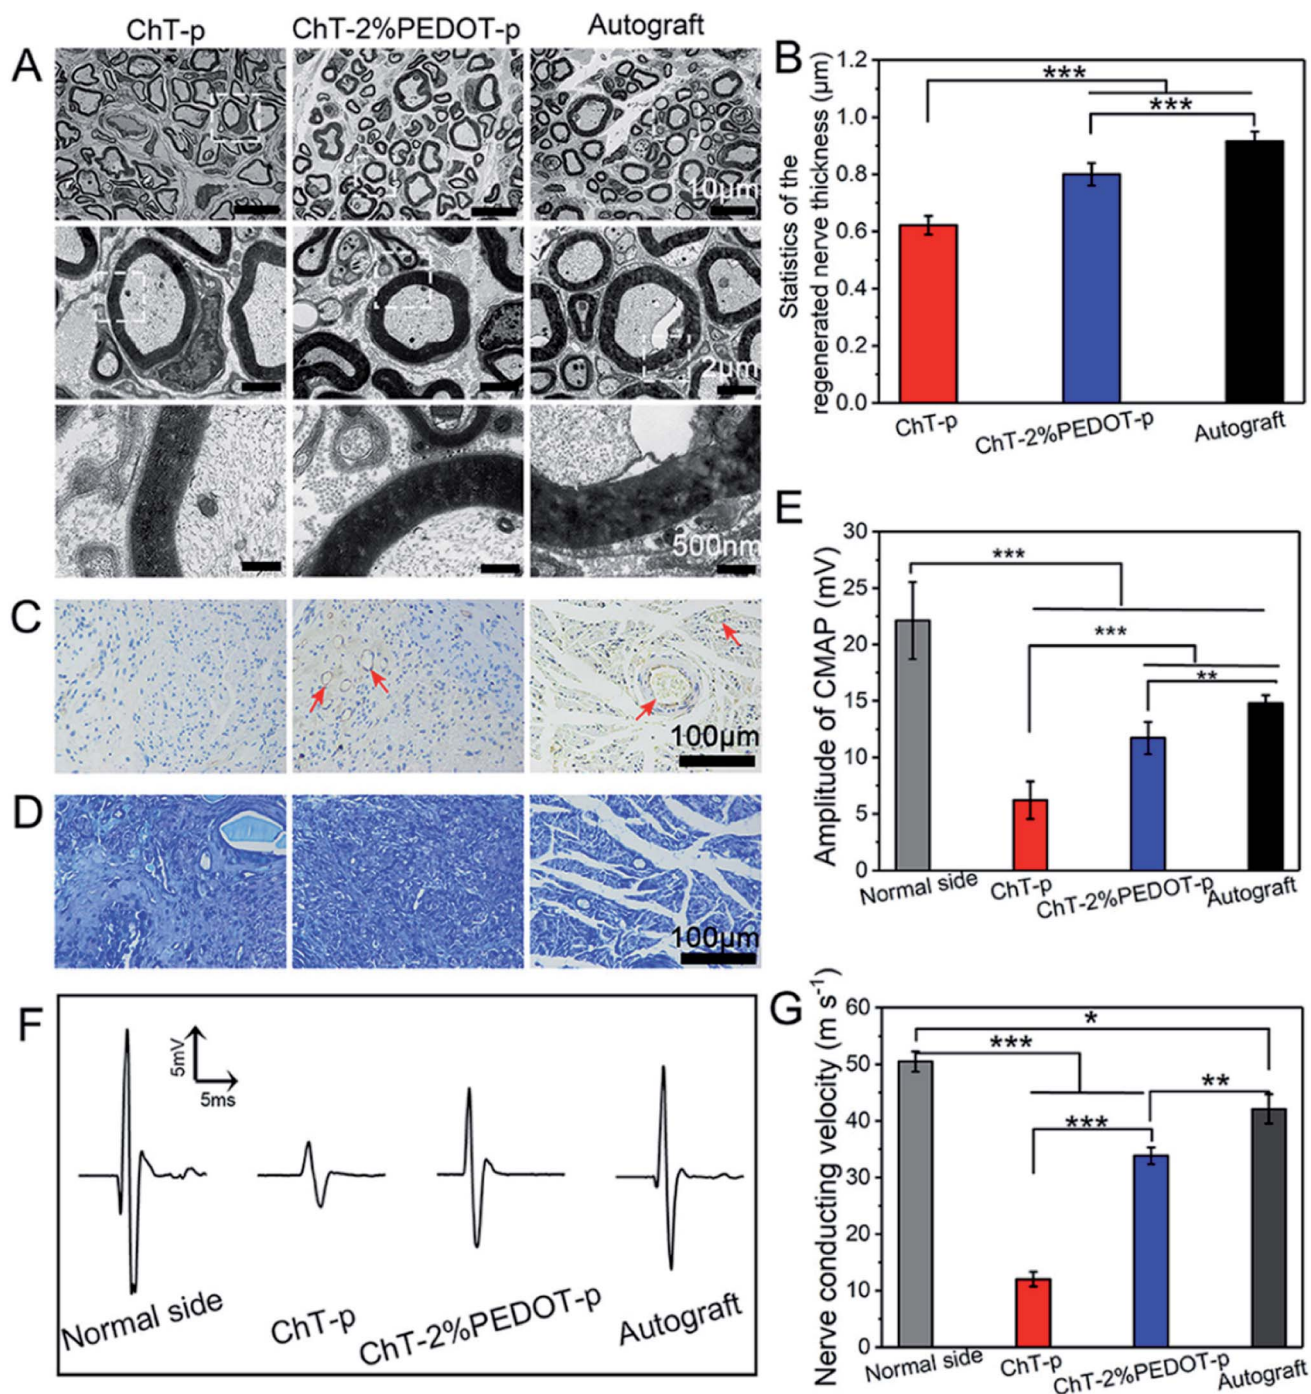 ChT-p
ChT-2%PEDOT-p
Autograft
A
10µm
2µm
500nm
B
Statistics of the
regenerated nerve thickness (µm)
1.2
1.0
0.8
0.6
0.4
0.2
0.0
***
***
ChT-p
ChT-2%PEDOT-p
Autograft
C
100µm
D
100µm
E
Amplitude of CMAP (mV)
30
25
20
15
10
5
0
***
***
**
Normal side
ChT-p
ChT-2%PEDOT-p
Autograft
F
5mV
5ms
Normal side
ChT-p
ChT-2%PEDOT-p
Autograft
G
Nerve conducting velocity (m s⁻¹)
60
50
40
30
20
10
0
*
***
**
***
Normal side
ChT-p
ChT-2%PEDOT-p
Autograft